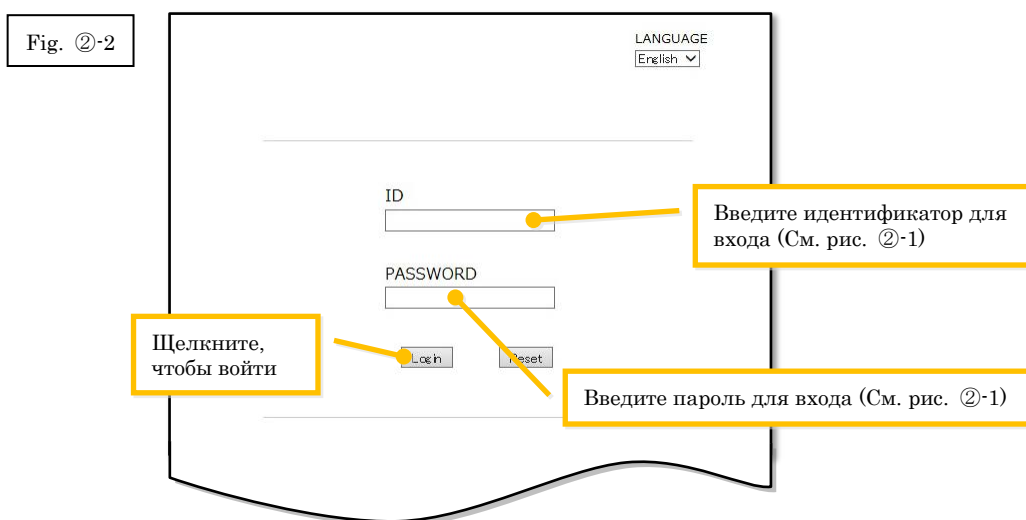 Fig. ②-2
LANGUAGE
English
ID
Введите идентификатор для
входа (См. рис. ②-1)
PASSWORD
Щелкните,
чтобы войти
Login
Reset
Введите пароль для входа (См. рис. ②-1)